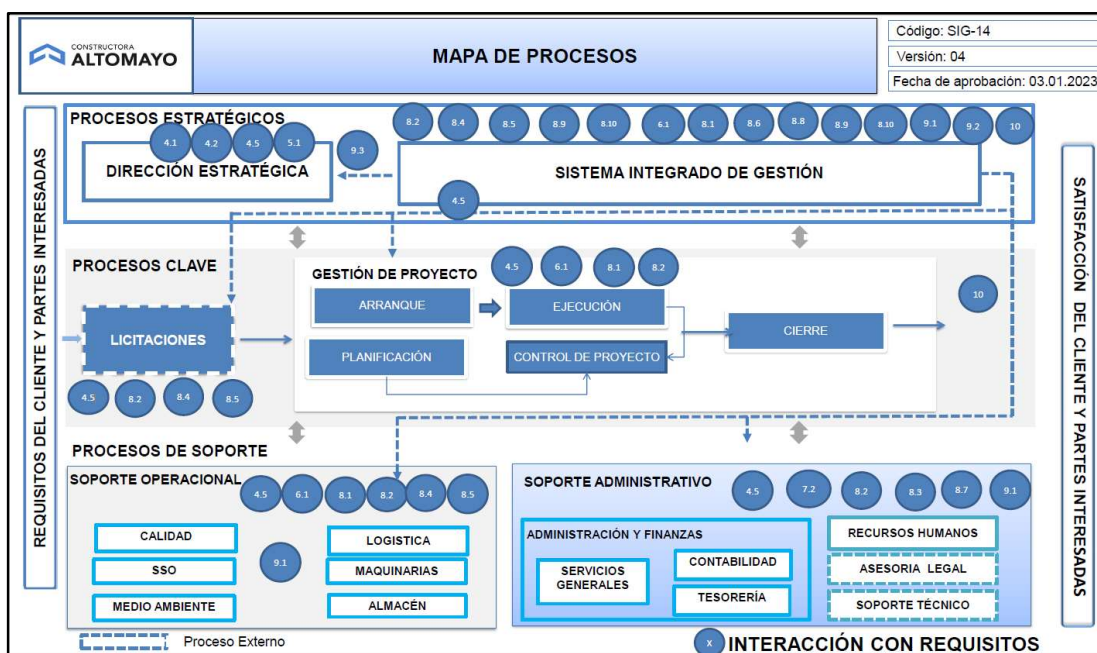 CONSTRUCTORA
ALTOMAYO
MAPA DE PROCESOS
Código: SIG-14
Versión: 04
Fecha de aprobación: 03.01.2023
REQUISITOS DEL CLIENTE Y PARTES INTERESADAS
PROCESOS ESTRATÉGICOS
8.2 8.4 8.5 8.9 8.10 6.1 8.1 8.6 8.8 8.9 8.10 9.1 9.2 10
4.1 4.2 4.5 5.1 9.3
DIRECCIÓN ESTRATÉGICA
SISTEMA INTEGRADO DE GESTIÓN
4.5
PROCESOS CLAVE
GESTIÓN DE PROYECTO
4.5 6.1 8.1 8.2
10
ARRANQUE
EJECUCIÓN
LICITACIONES
CIERRE
PLANIFICACIÓN
CONTROL DE PROYECTO
4.5 8.2 8.4 8.5
PROCESOS DE SOPORTE
SOPORTE OPERACIONAL
4.5 6.1 8.1 8.2 8.4 8.5
CALIDAD
LOGISTICA
9.1
SSO
MAQUINARIAS
MEDIO AMBIENTE
ALMACÉN
SOPORTE ADMINISTRATIVO
4.5 7.2 8.2 8.3 8.7 9.1
ADMINISTRACIÓN Y FINANZAS
SERVICIOS
GENERALES
CONTABILIDAD
TESORERÍA
RECURSOS HUMANOS
ASESORIA LEGAL
SOPORTE TÉCNICO
SATISFACCIÓN DEL CLIENTE Y PARTES INTERESADAS
Proceso Externo
X INTERACCIÓN CON REQUISITOS